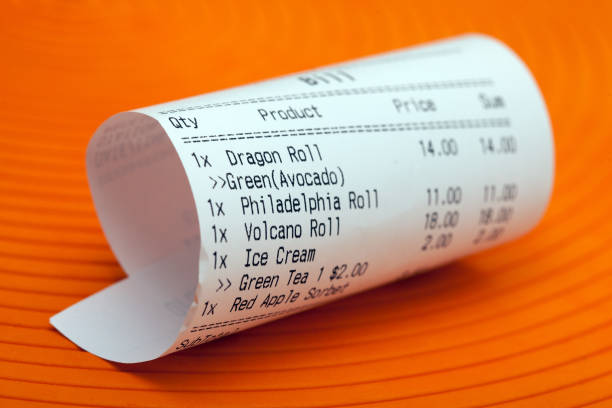 Bill
Qty Product Price Sum
1x Dragon Roll 14.00 14.00
>>Green(Avocado)
1x Philadelphia Roll 11.00 11.00
1x Volcano Roll 18.00 18.00
1x Ice Cream 2.00 2.00
>> Green Tea 1 $2.00
1x Red Apple Sorbet